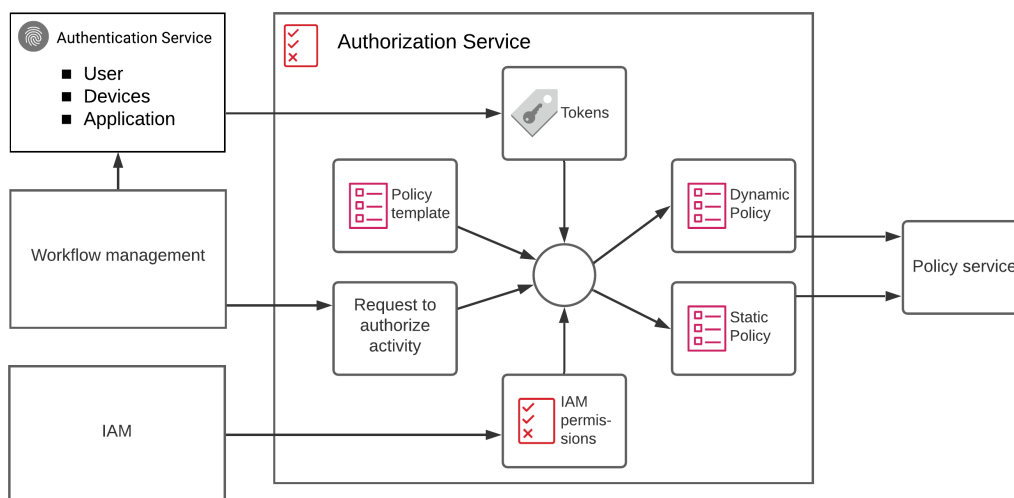 Authentication Service
User
Devices
Application
Workflow management
IAM
Authorization Service
Tokens
Policy
template
Request to
authorize
activity
IAM
permis-
sions
Dynamic
Policy
Static
Policy
Policy service